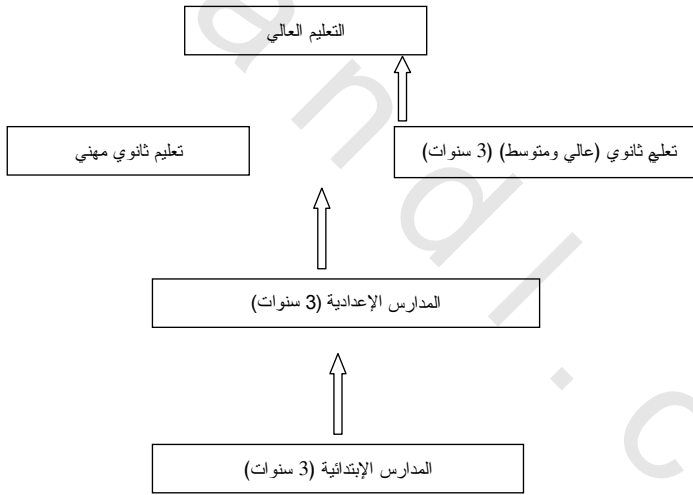 التعليم العالي
تعليم ثانوي (عالي ومتوسط) (3 سنوات)
تعليم ثانوي مهني
المدارس الإعدادية (3 سنوات)
المدارس الإبتدائية (3 سنوات)